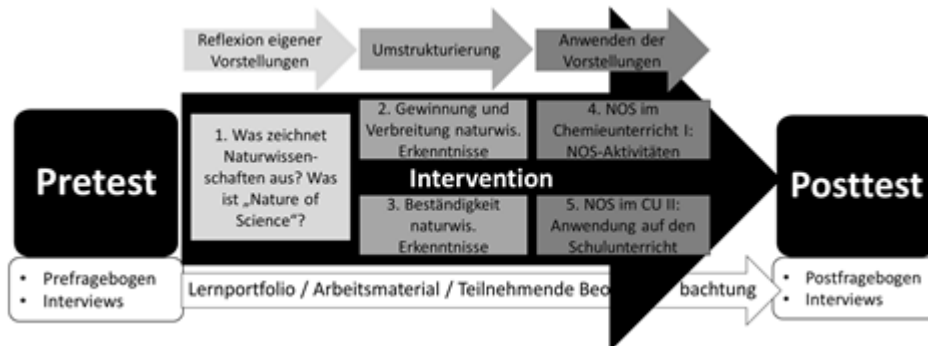 Reflexion eigener
Vorstellungen
Umstrukturierung
Anwenden der
Vorstellungen
Pretest
1. Was zeichnet
Naturwissen-
schaften aus? Was
ist „Nature of
Science“?
2. Gewinnung und
Verbreitung naturwis.
Erkenntnisse
4. NOS im
Chemieunterricht I:
NOS-Aktivitäten
Intervention
3. Beständigkeit
naturwis.
Erkenntnisse
5. NOS im CU II:
Anwendung auf den
Schulunterricht
Posttest
• Prefragebogen
• Interviews
Lernportfolio / Arbeitsmaterial / Teilnehmende Beobachtung
• Postfragebogen
• Interviews